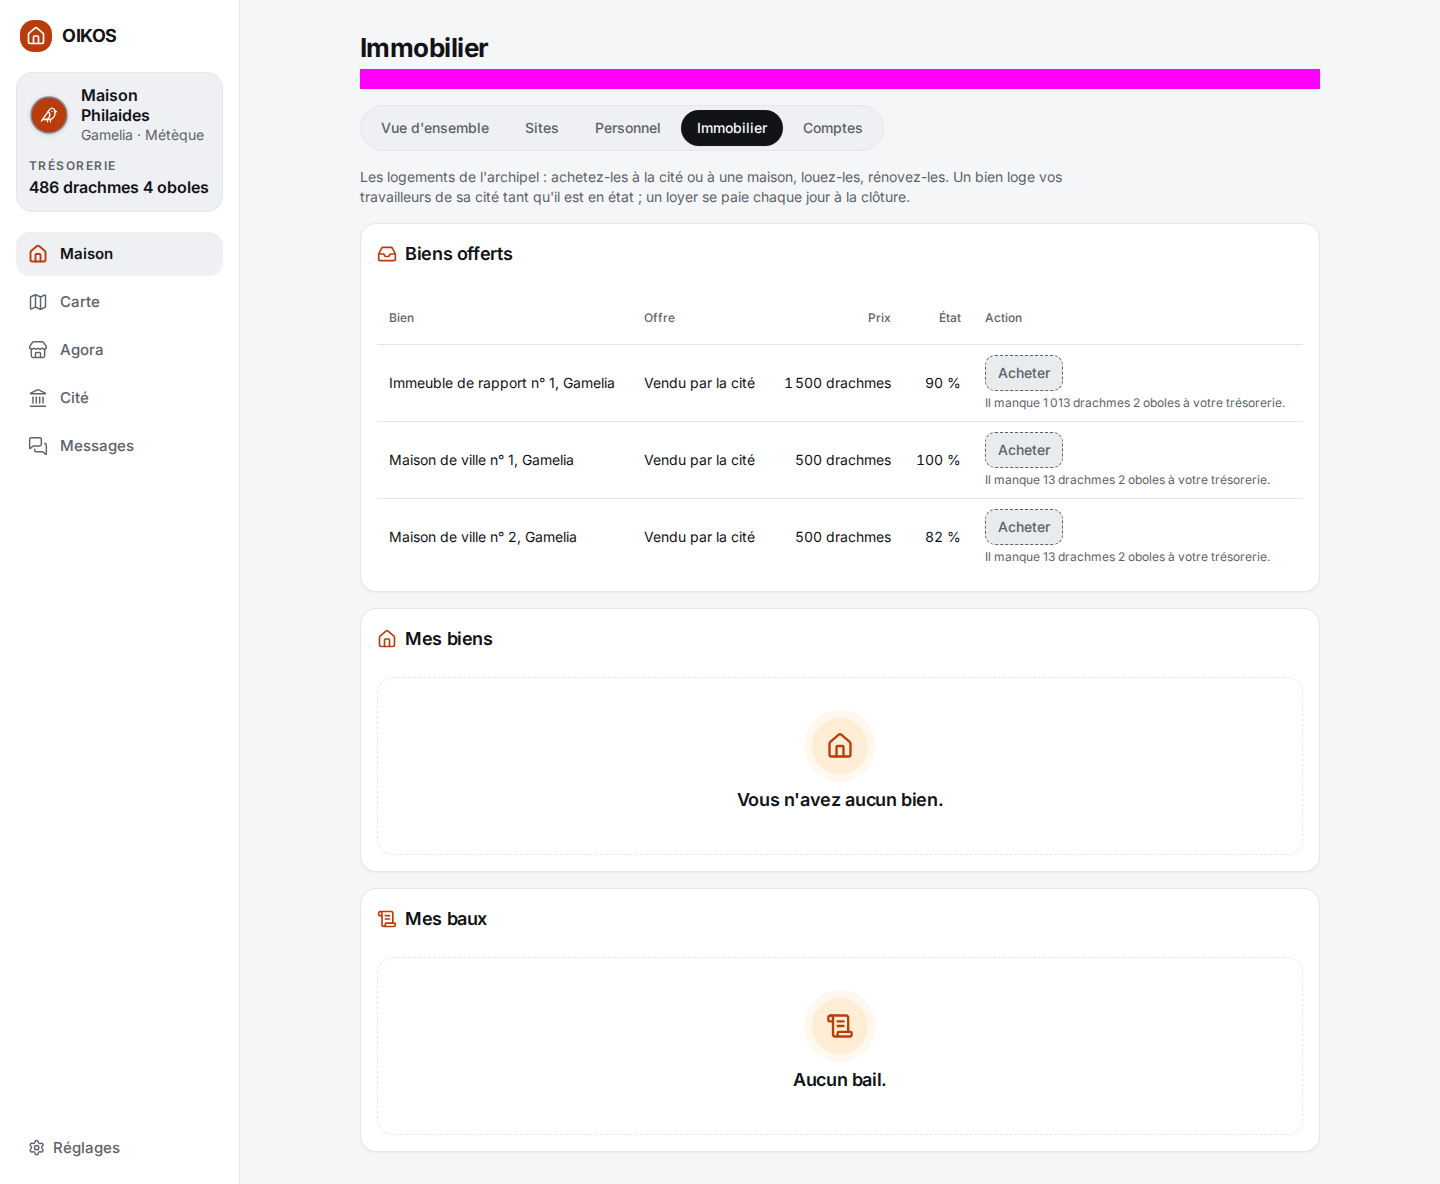 OIKOS
Maison
Philaides
Gamelia · Métèque
TRÉSORERIE
486 drachmes 4 oboles
Maison
Carte
Agora
Cité
Messages
Réglages
Immobilier
Vue d'ensemble
Sites
Personnel
Immobilier
Comptes
Les logements de l'archipel : achetez-les à la cité ou à une maison, louez-les, rénovez-les. Un bien loge vos
travailleurs de sa cité tant qu'il est en état ; un loyer se paie chaque jour à la clôture.
Biens offerts
Bien Offre Prix État Action
Immeuble de rapport n° 1, Gamelia Vendu par la cité 1 500 drachmes 90 % Acheter
Il manque 1 013 drachmes 2 oboles à votre trésorerie.
Maison de ville n° 1, Gamelia Vendu par la cité 500 drachmes 100 % Acheter
Il manque 13 drachmes 2 oboles à votre trésorerie.
Maison de ville n° 2, Gamelia Vendu par la cité 500 drachmes 82 % Acheter
Il manque 13 drachmes 2 oboles à votre trésorerie.
Mes biens
Vous n'avez aucun bien.
Mes baux
Aucun bail.